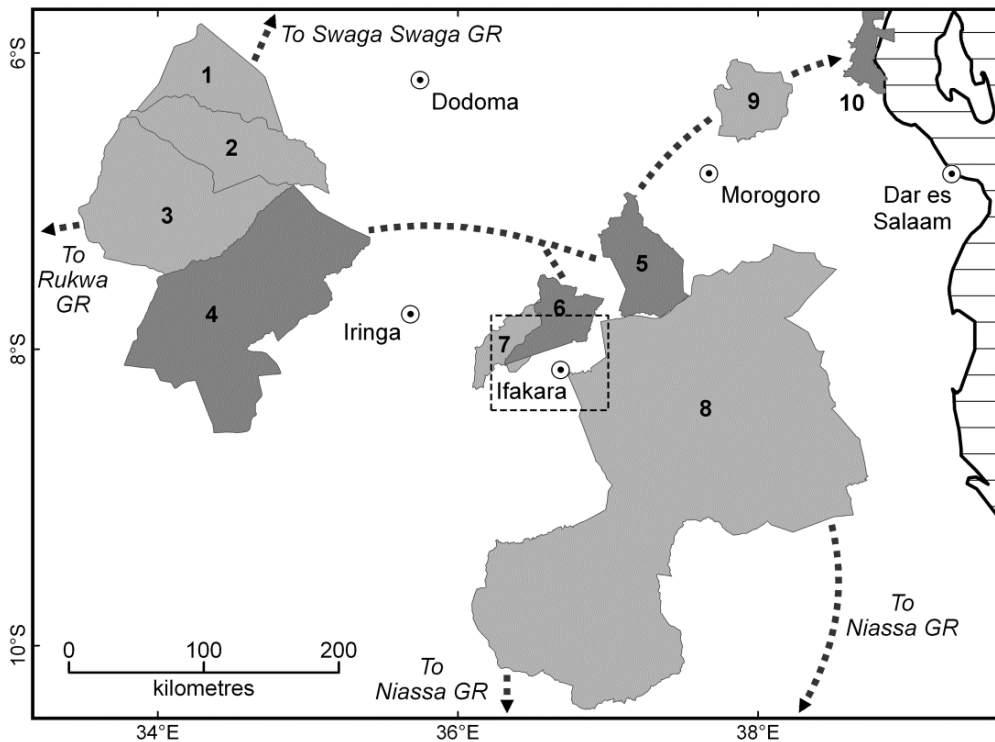 6°S
To Swaga Swaga GR
1
Dodoma
9
10
2
Morogoro
Dar es
Salaam
3
To
Rukwa
GR
5
4
6
Iringa
7
8°S
Ifakara
8
To
Niassa GR
10°S
0 100 200
kilometres
To
Niassa GR
34°E 36°E 38°E